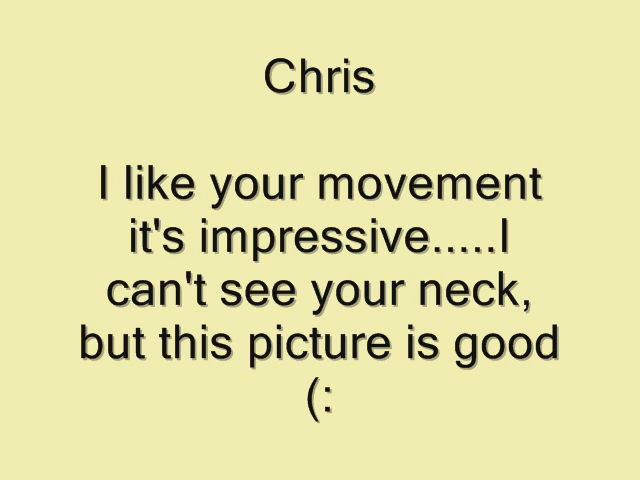 Chris
I like your movement
it's impressive.....I
can't see your neck,
but this picture is good
(: